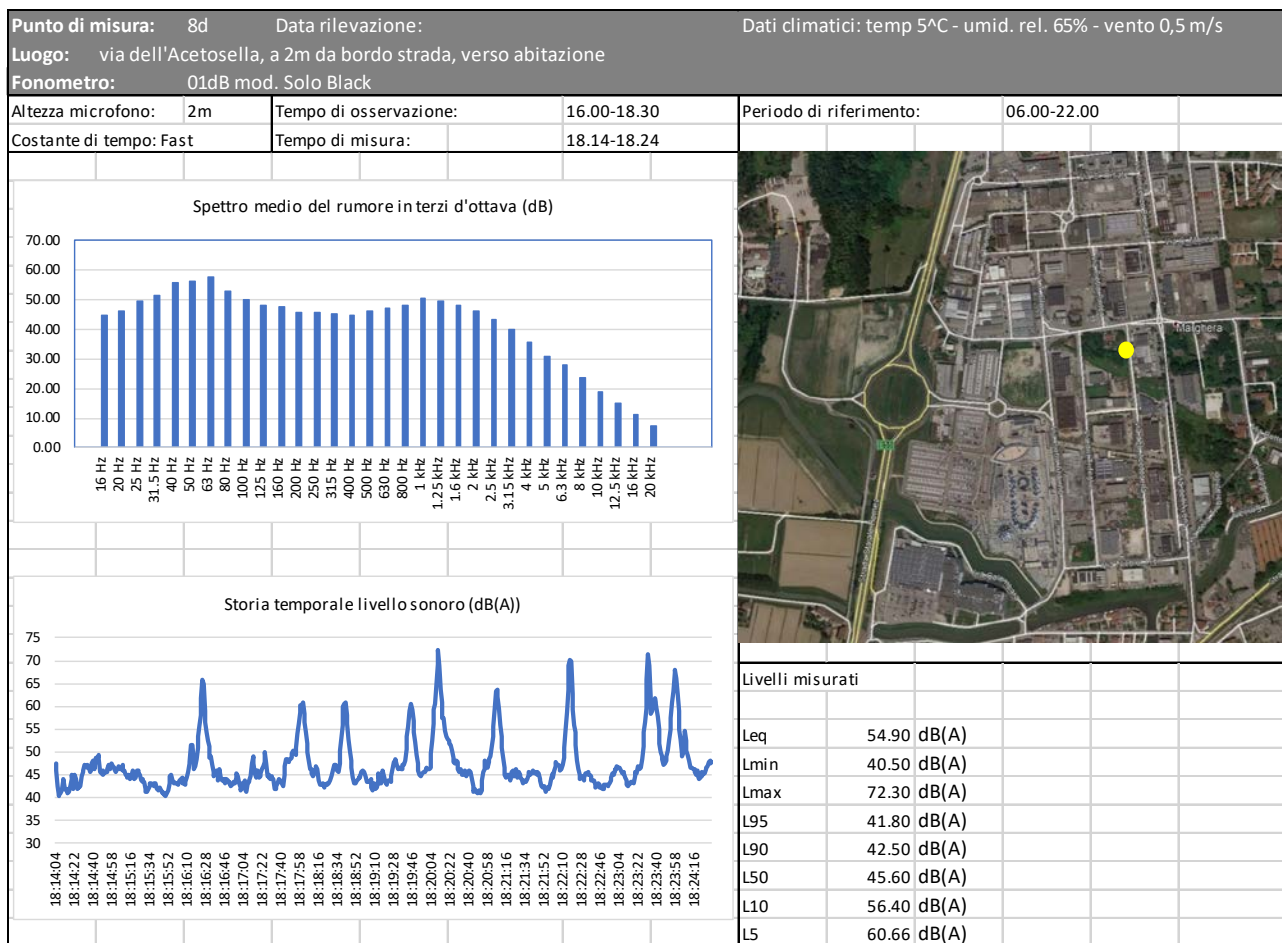 Punto di misura: 8d Data rilevazione: Dati climatici: temp 5^C - umid. rel. 65% - vento 0,5 m/s
Luogo: via dell'Acetosella, a 2m da bordo strada, verso abitazione
Fonometro: 01dB mod. Solo Black
Altezza microfono: 2m Tempo di osservazione: 16.00-18.30 Periodo di riferimento: 06.00-22.00
Costante di tempo: Fast Tempo di misura: 18.14-18.24
Spettro medio del rumore in terzi d'ottava (dB)
70.00
60.00
50.00
40.00
30.00
20.00
10.00
0.00
16 Hz
20 Hz
25 Hz
31.5 Hz
40 Hz
50 Hz
63 Hz
80 Hz
100 Hz
125 Hz
160 Hz
200 Hz
250 Hz
315 Hz
400 Hz
500 Hz
630 Hz
800 Hz
1 kHz
1.25 kHz
1.6 kHz
2 kHz
2.5 kHz
3.15 kHz
4 kHz
5 kHz
6.3 kHz
8 kHz
10 kHz
12.5 kHz
16 kHz
20 kHz
Malghera
Storia temporale livello sonoro (dB(A))
75
70
65
60
55
50
45
40
35
30
18:14:04
18:14:22
18:14:40
18:14:58
18:15:16
18:15:34
18:15:52
18:16:10
18:16:28
18:16:46
18:17:04
18:17:22
18:17:40
18:17:58
18:18:16
18:18:34
18:18:52
18:19:10
18:19:28
18:19:46
18:20:04
18:20:22
18:20:40
18:20:58
18:21:16
18:21:34
18:21:52
18:22:10
18:22:28
18:22:46
18:23:04
18:23:22
18:23:40
18:23:58
18:24:16
Livelli misurati
Leq 54.90 dB(A)
Lmin 40.50 dB(A)
Lmax 72.30 dB(A)
L95 41.80 dB(A)
L90 42.50 dB(A)
L50 45.60 dB(A)
L10 56.40 dB(A)
L5 60.66 dB(A)